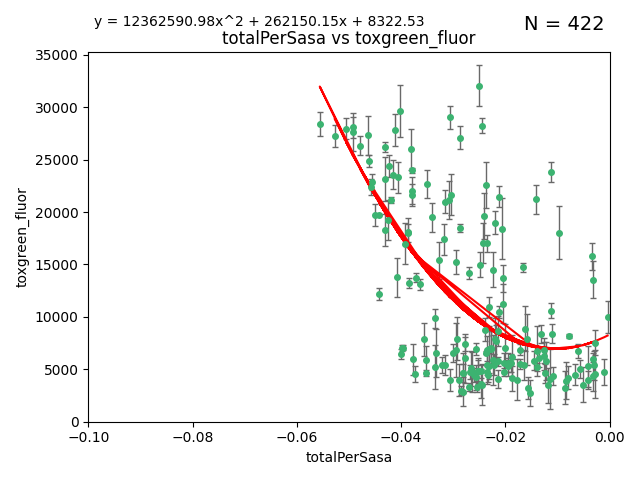 y = 12362590.98x^2 + 262150.15x + 8322.53
N = 422
totalPerSasa vs toxgreen_fluor
35000
30000
25000
20000
15000
10000
5000
0
toxgreen_fluor
−0.10 −0.08 −0.06 −0.04 −0.02 0.00
totalPerSasa